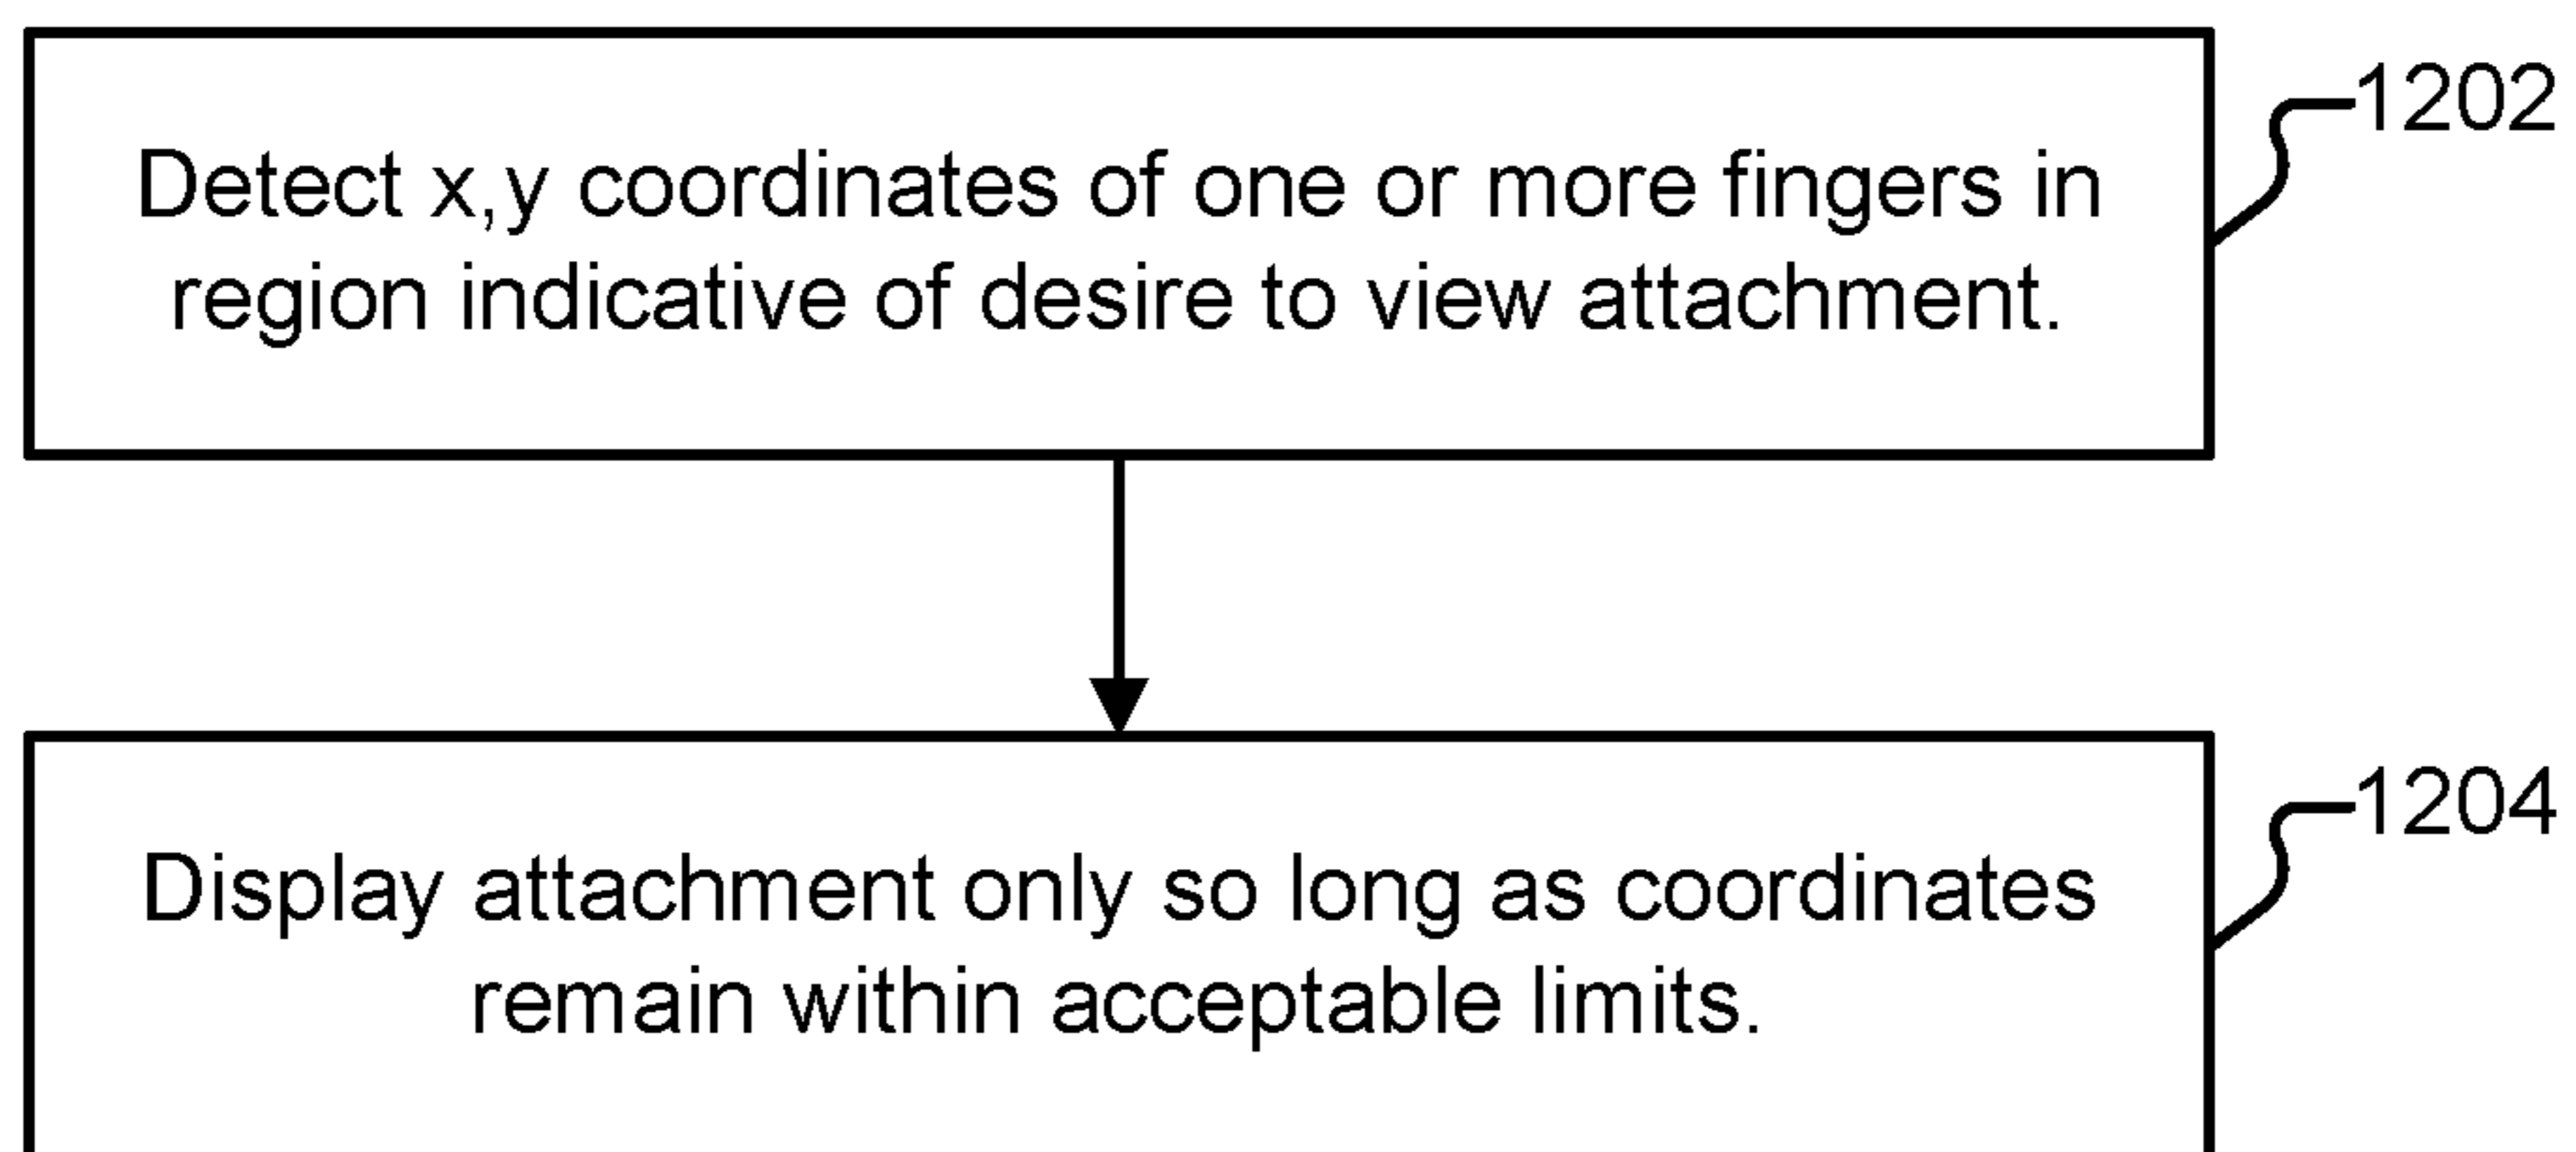 1202
Detect x,y coordinates of one or more fingers in
region indicative of desire to view attachment.
1204
Display attachment only so long as coordinates
remain within acceptable limits.